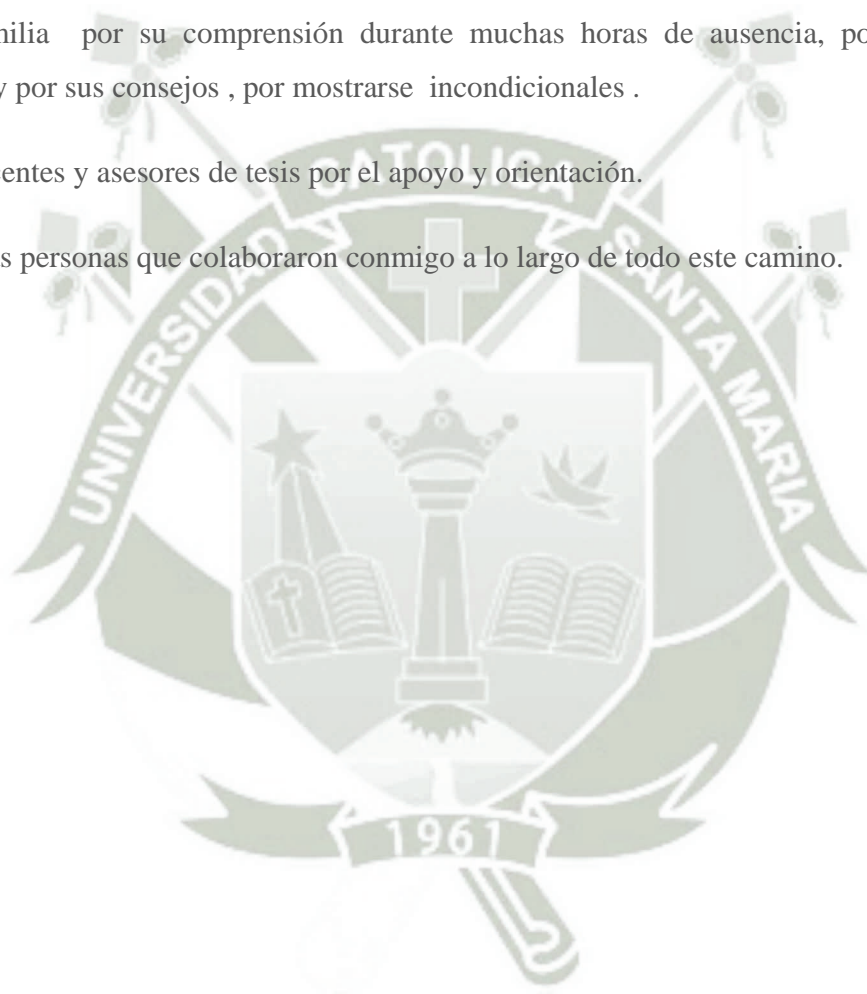 milia por su comprensión durante muchas horas de ausencia, po
y por sus consejos , por mostrarse incondicionales .
entes y asesores de tesis por el apoyo y orientación.
s personas que colaboraron conmigo a lo largo de todo este camino.
UNIVERSIDAD CATOLICA SANTA MARIA
1961